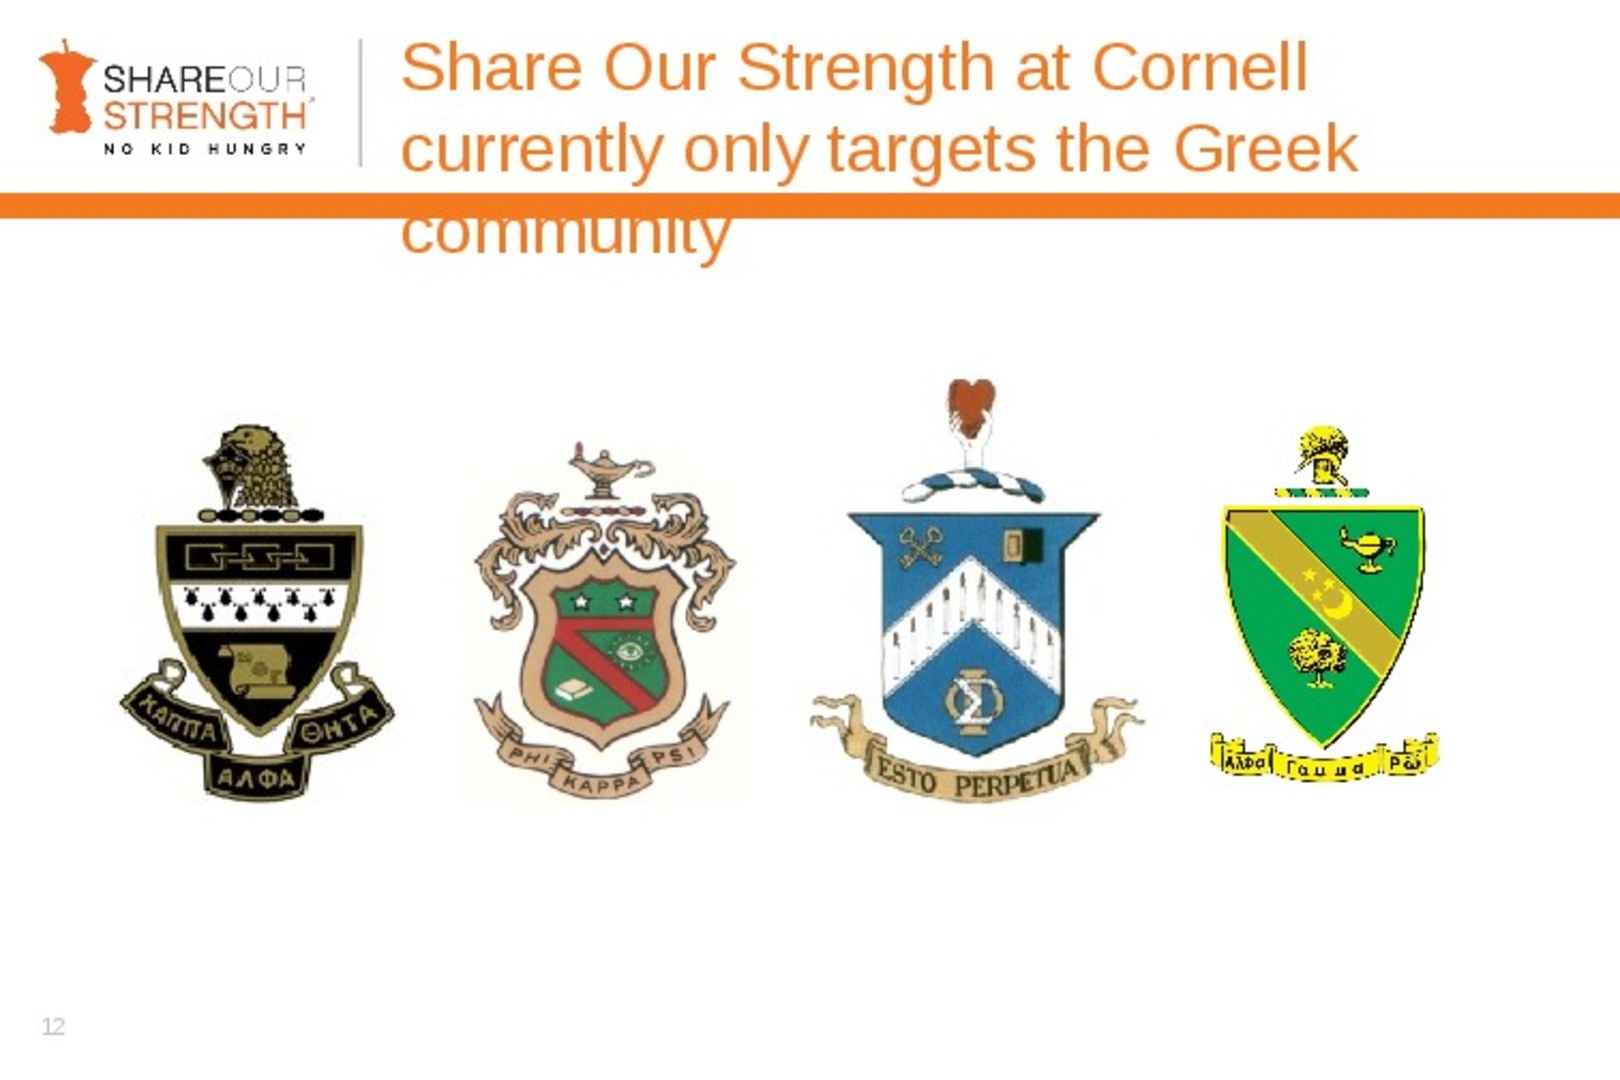 SHAREOUR
STRENGTH
NO KID HUNGRY
Share Our Strength at Cornell
currently only targets the Greek
community
ΚΑΠΠΑ
ΑΛΦΑ
ΘΗΤΑ
PHI
KAPPA
PSI
ESTO PERPETUA
Αλφα Γαμμα Ρώ
12